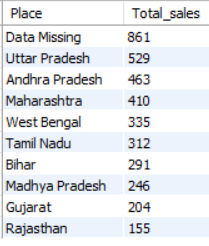 Place Total_sales
Data Missing 861
Uttar Pradesh 529
Andhra Pradesh 463
Maharashtra 410
West Bengal 335
Tamil Nadu 312
Bihar 291
Madhya Pradesh 246
Gujarat 204
Rajasthan 155